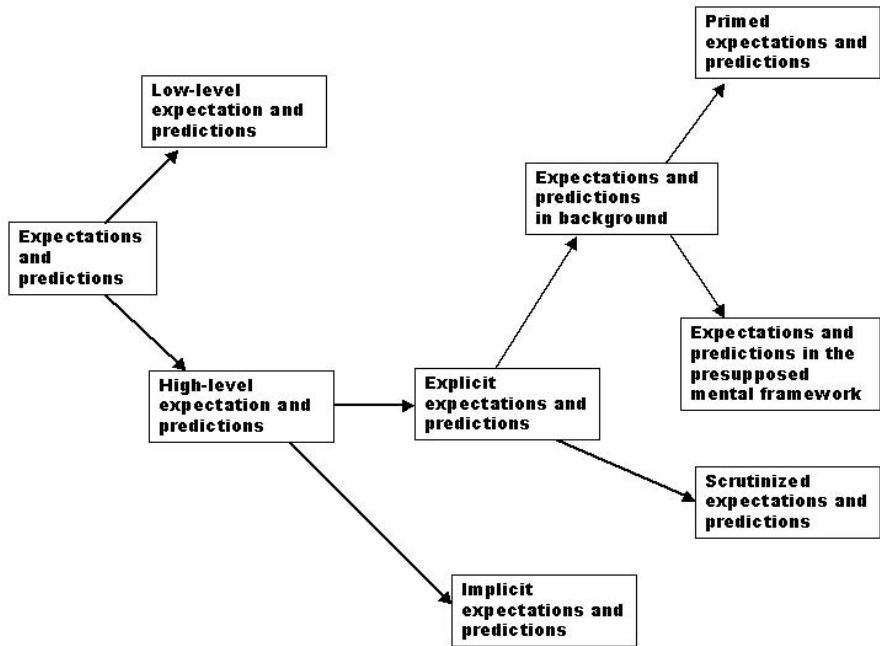 Primed
expectations and
predictions
Low-level
expectation and
predictions
Expectations and
predictions
in background
Expectations
and
predictions
Expectations and
predictions in the
presupposed
mental framework
High-level
expectation and
predictions
Explicit
expectations and
predictions
Scrutinized
expectations and
predictions
Implicit
expectations and
predictions